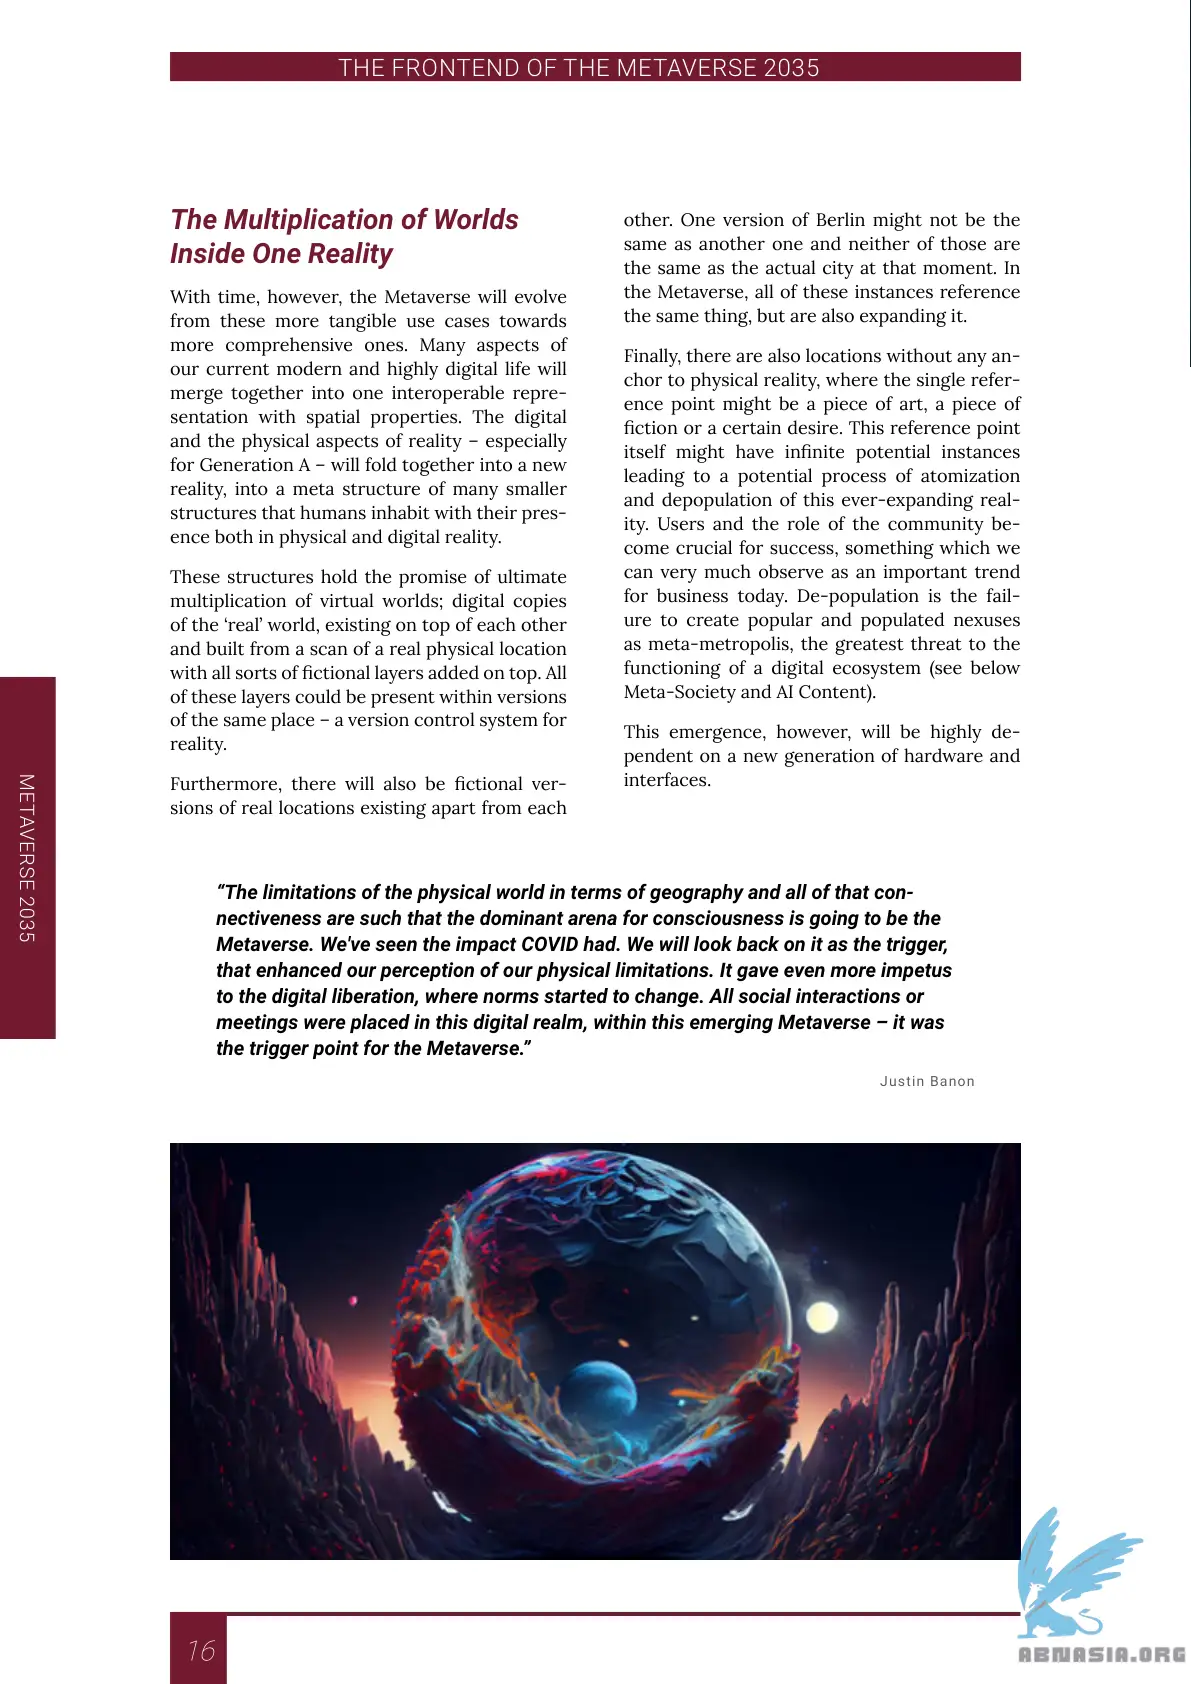 THE FRONTEND OF THE METAVERSE 2035
The Multiplication of Worlds
Inside One Reality
With time, however, the Metaverse will evolve
from these more tangible use cases towards
more comprehensive ones. Many aspects of
our current modern and highly digital life will
merge together into one interoperable repre-
sentation with spatial properties. The digital
and the physical aspects of reality – especially
for Generation A – will fold together into a new
reality, into a meta structure of many smaller
structures that humans inhabit with their pres-
ence both in physical and digital reality.
These structures hold the promise of ultimate
multiplication of virtual worlds; digital copies
of the ‘real’ world, existing on top of each other
and built from a scan of a real physical location
with all sorts of fictional layers added on top. All
of these layers could be present within versions
of the same place – a version control system for
reality.
Furthermore, there will also be fictional ver-
sions of real locations existing apart from each
other. One version of Berlin might not be the
same as another one and neither of those are
the same as the actual city at that moment. In
the Metaverse, all of these instances reference
the same thing, but are also expanding it.
Finally, there are also locations without any an-
chor to physical reality, where the single refer-
ence point might be a piece of art, a piece of
fiction or a certain desire. This reference point
itself might have infinite potential instances
leading to a potential process of atomization
and depopulation of this ever-expanding real-
ity. Users and the role of the community be-
come crucial for success, something which we
can very much observe as an important trend
for business today. De-population is the fail-
ure to create popular and populated nexuses
as meta-metropolis, the greatest threat to the
functioning of a digital ecosystem (see below
Meta-Society and AI Content).
This emergence, however, will be highly de-
pendent on a new generation of hardware and
interfaces.
METAVERSE 2035
“The limitations of the physical world in terms of geography and all of that con-
nectiveness are such that the dominant arena for consciousness is going to be the
Metaverse. We've seen the impact COVID had. We will look back on it as the trigger,
that enhanced our perception of our physical limitations. It gave even more impetus
to the digital liberation, where norms started to change. All social interactions or
meetings were placed in this digital realm, within this emerging Metaverse – it was
the trigger point for the Metaverse.”
Justin Banon
16
ABNASIA.ORG